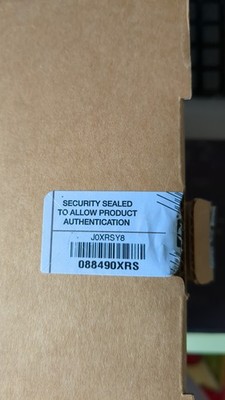 SECURITY SEALED
TO ALLOW PRODUCT
AUTHENTICATION
J0XRSY8
088490XRS